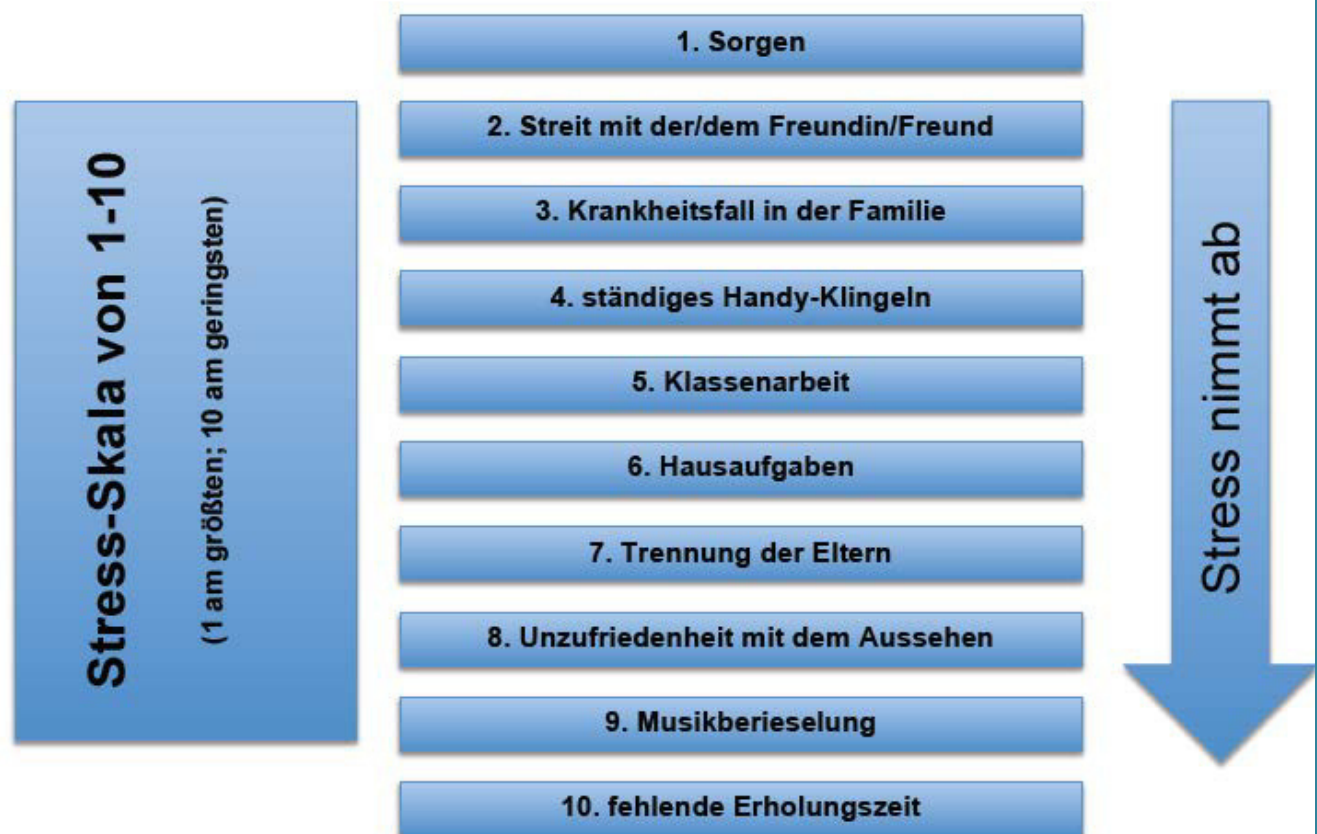 Stress-Skala von 1-10
(1 am größten; 10 am geringsten)
1. Sorgen
2. Streit mit der/dem Freundin/Freund
3. Krankheitsfall in der Familie
4. ständiges Handy-Klingeln
5. Klassenarbeit
6. Hausaufgaben
7. Trennung der Eltern
8. Unzufriedenheit mit dem Aussehen
9. Musikberieselung
10. fehlende Erholungszeit
Stress nimmt ab